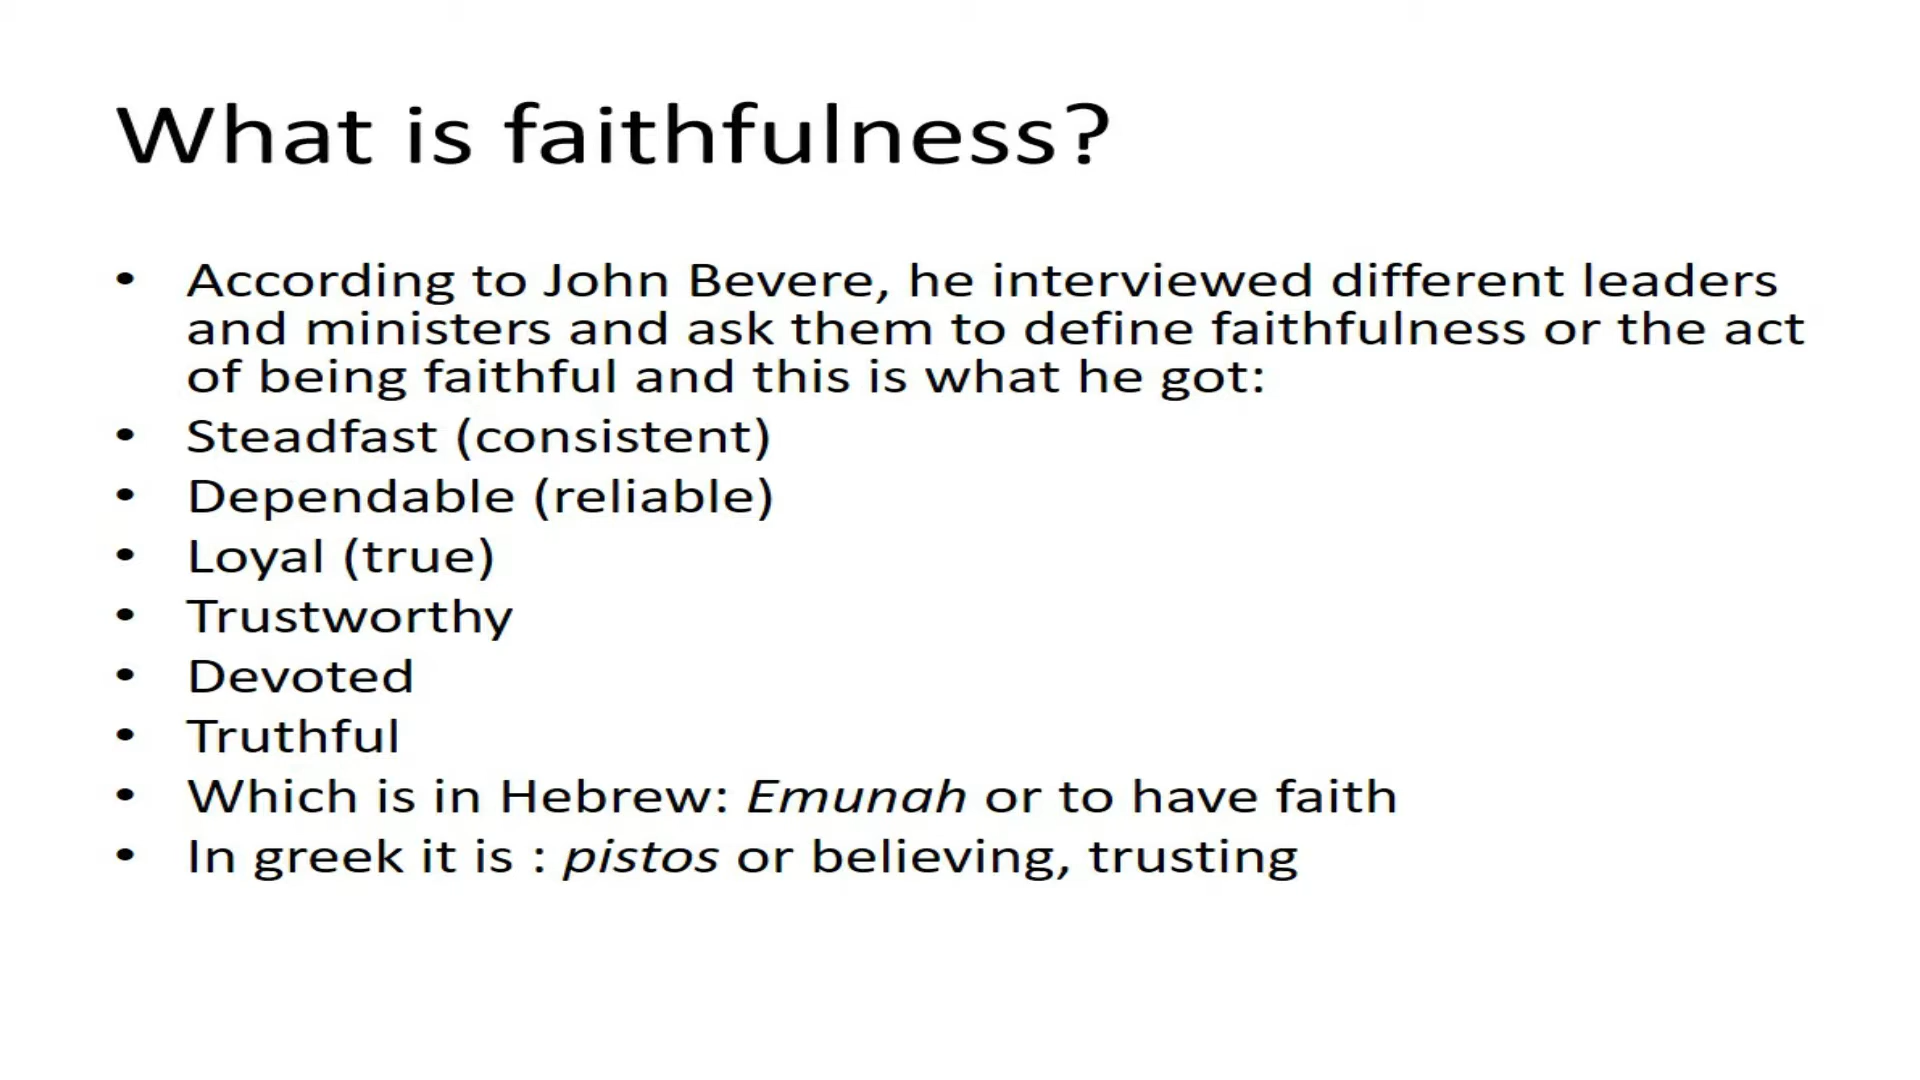 What is faithfulness?
• According to John Bevere, he interviewed different leaders
and ministers and ask them to define faithfulness or the act
of being faithful and this is what he got:
• Steadfast (consistent)
• Dependable (reliable)
• Loyal (true)
• Trustworthy
• Devoted
• Truthful
• Which is in Hebrew: Emunah or to have faith
• In greek it is : pistos or believing, trusting